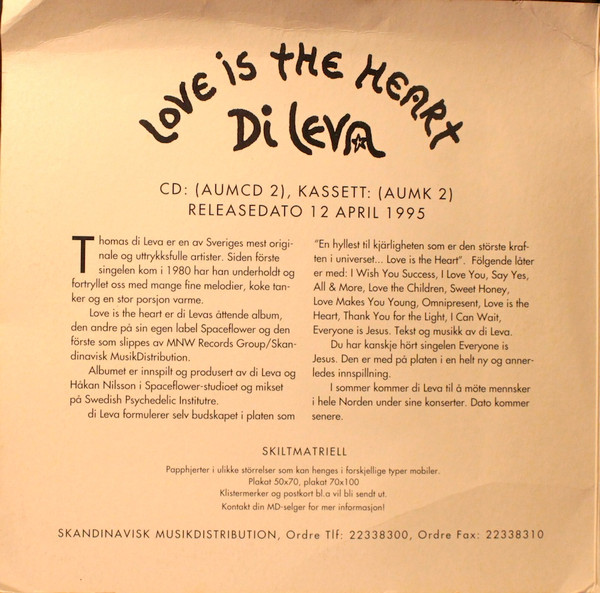 LOVE iS THE HEART
Di LEVA
CD: (AUMCD 2), KASSETT: (AUMK 2)
RELEASEDATO 12 APRIL 1995
Thomas di Leva er en av Sveriges mest origi-
nale og uttrykksfulle artister. Siden förste
singelen kom i 1980 har han underholdt og
fortryllet oss med mange fine melodier, koke tan-
ker og en stor porsjon varme.
Love is the heart er di Levas åttende album,
den andre på sin egen label Spaceflower og den
förste som slippes av MNW Records Group/Skan-
dinavisk MusikDistribution.
Albumet er innspilt og produsert av di Leva og
Håkan Nilsson i Spaceflower-studioet og mikset
på Swedish Psychedelic Institutre.
di Leva formulerer selv budskapet i platen som
"En hyllest til kjärligheten som er den störste kraf-
ten i universet... Love is the Heart". Fölgende låter
er med: I Wish You Success, I Love You, Say Yes,
All & More, Love the Children, Sweet Honey,
Love Makes You Young, Omnipresent, Love is the
Heart, Thank You for the Light, I Can Wait,
Everyone is Jesus. Tekst og musikk av di Leva.
Du har kanskje hört singelen Everyone is
Jesus. Den er med på platen i en helt ny og anner-
ledes innspillning.
I sommer kommer di Leva til å möte mennsker
i hele Norden under sine konserter. Dato kommer
senere.
SKILTMATRIELL
Papphjerter i ulikke störrelser som kan henges i forskjellige typer mobiler.
Plakat 50x70, plakat 70x100
Klistermerker og postkort bl.a vil bli sendt ut.
Kontakt din MD-selger for mer informasjon!
SKANDINAVISK MUSIKDISTRIBUTION, Ordre Tlf: 22338300, Ordre Fax: 22338310